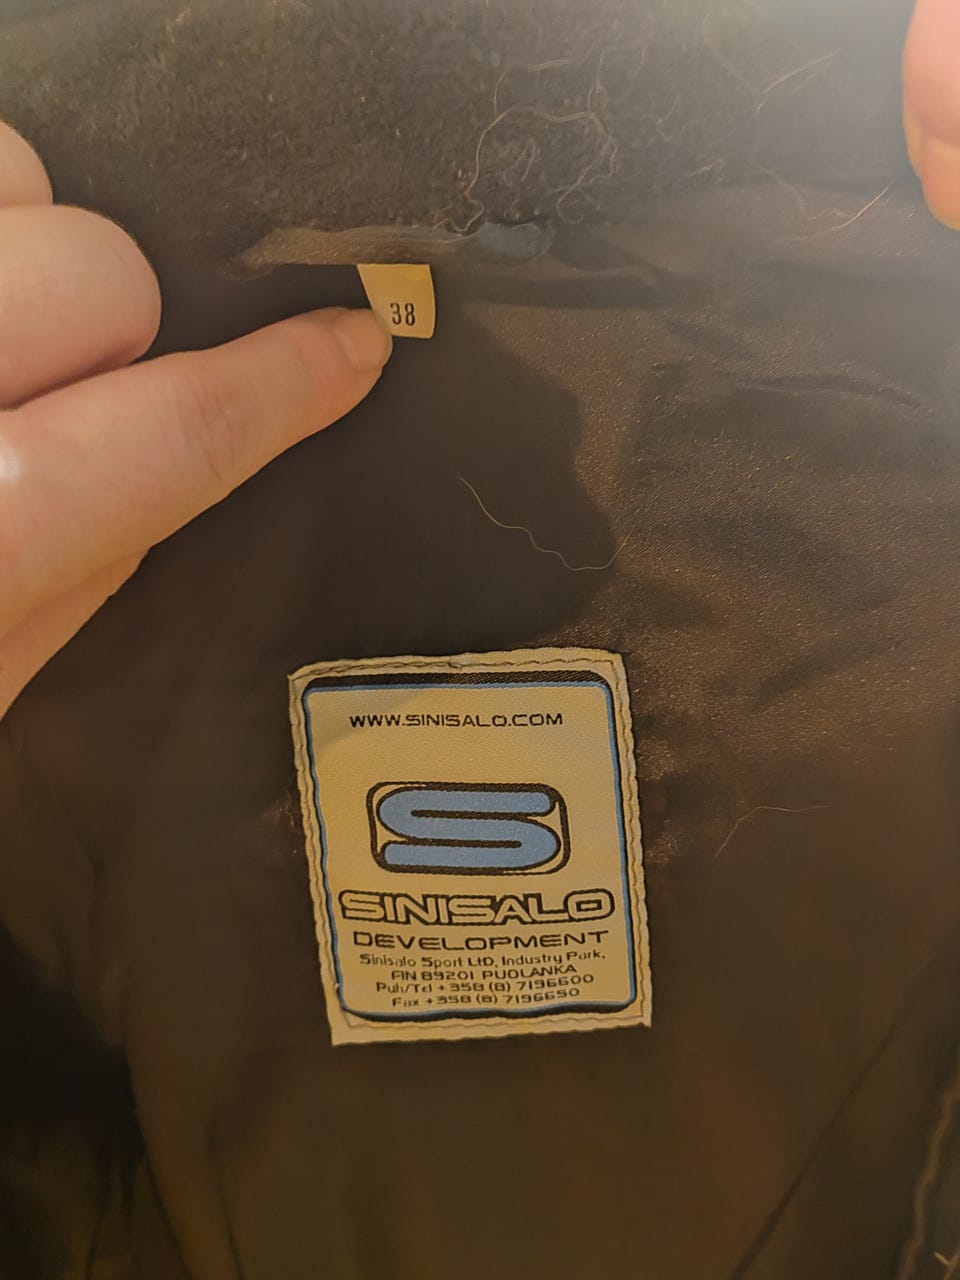 38
WWW.SINISALO.COM
S
SINISALO
DEVELOPMENT
Sinisalo Sport LtD, Industry Park,
FIN 89201 PUOLANKA
Puh/Tel +358 (8) 7196600
Fax +358 (8) 7196650